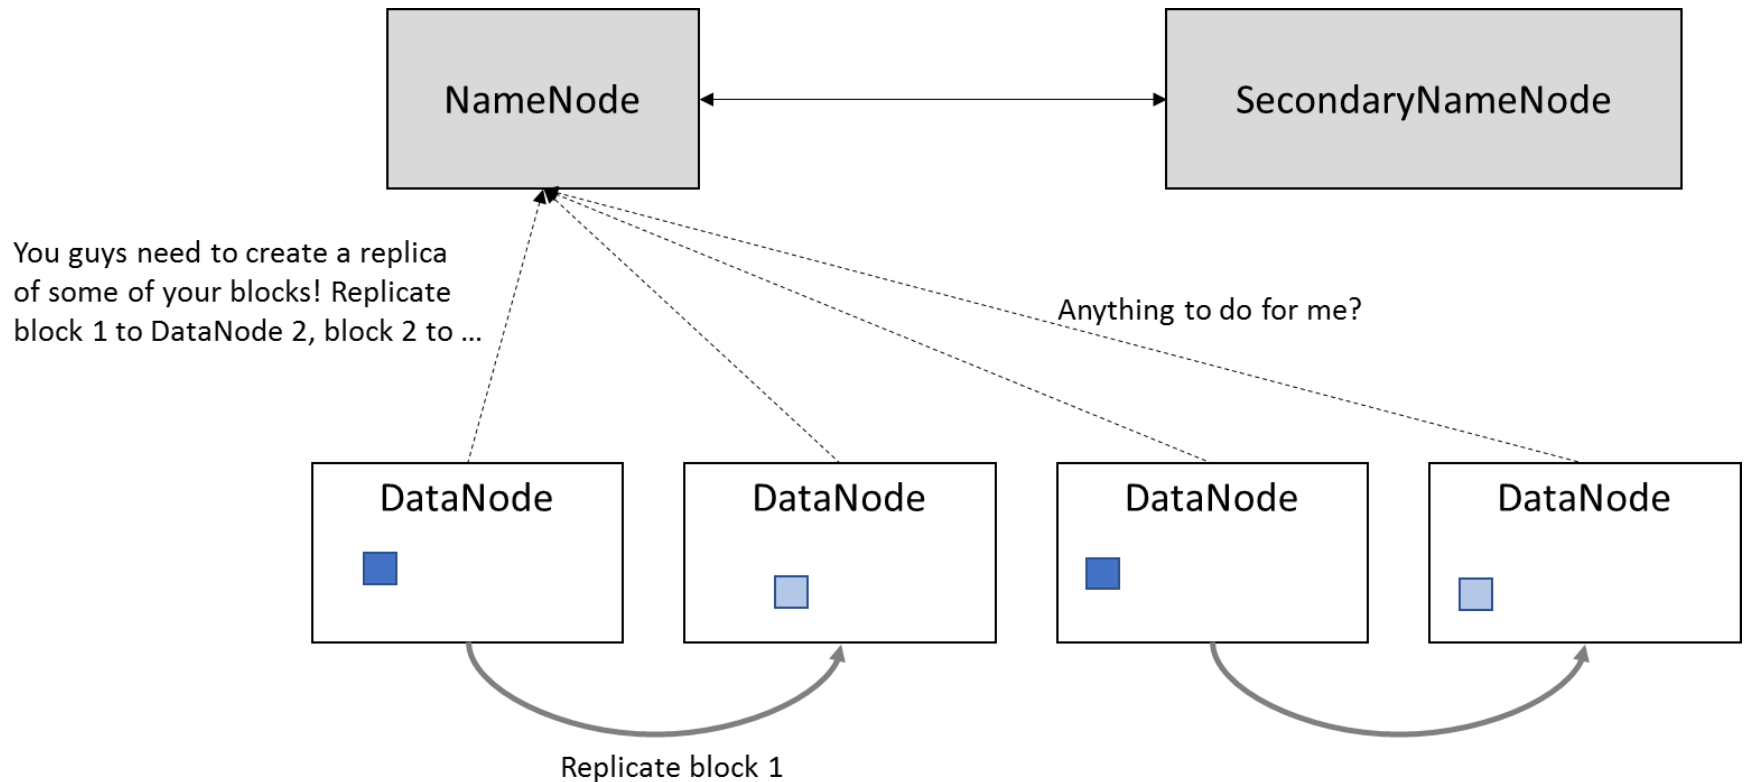 NameNode
SecondaryNameNode
You guys need to create a replica
of some of your blocks! Replicate
block 1 to DataNode 2, block 2 to ...
Anything to do for me?
DataNode
DataNode
DataNode
DataNode
Replicate block 1